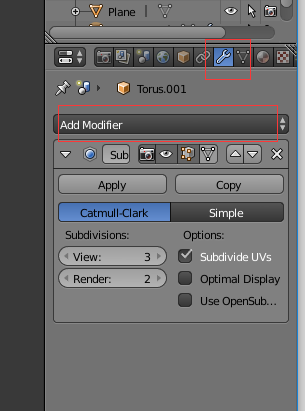 Plane
Torus.001
Add Modifier
Sub
Apply Copy
Catmull-Clark Simple
Subdivisions: Options:
View: 3 Subdivide UVs
Render: 2 Optimal Display
Use OpenSub...